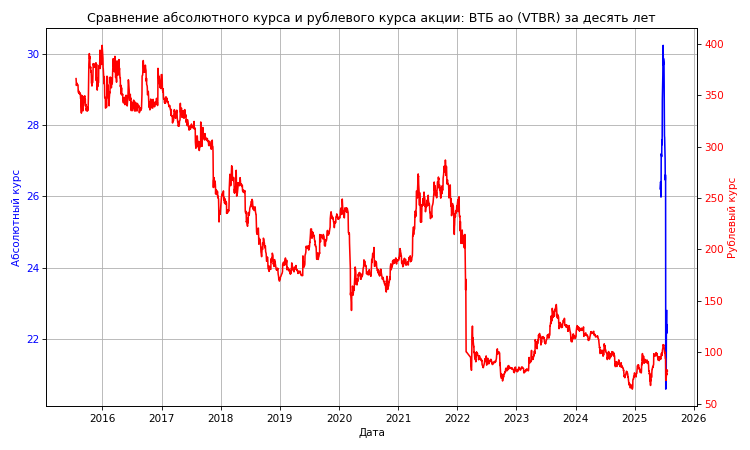 Сравнение абсолютного курса и рублевого курса акции: ВТБ ао (VTBR) за десять лет
30
28
26
24
22
Абсолютный курс
400
350
300
250
200
150
100
50
Рублевый курс
2016 2017 2018 2019 2020 2021 2022 2023 2024 2025 2026
Дата